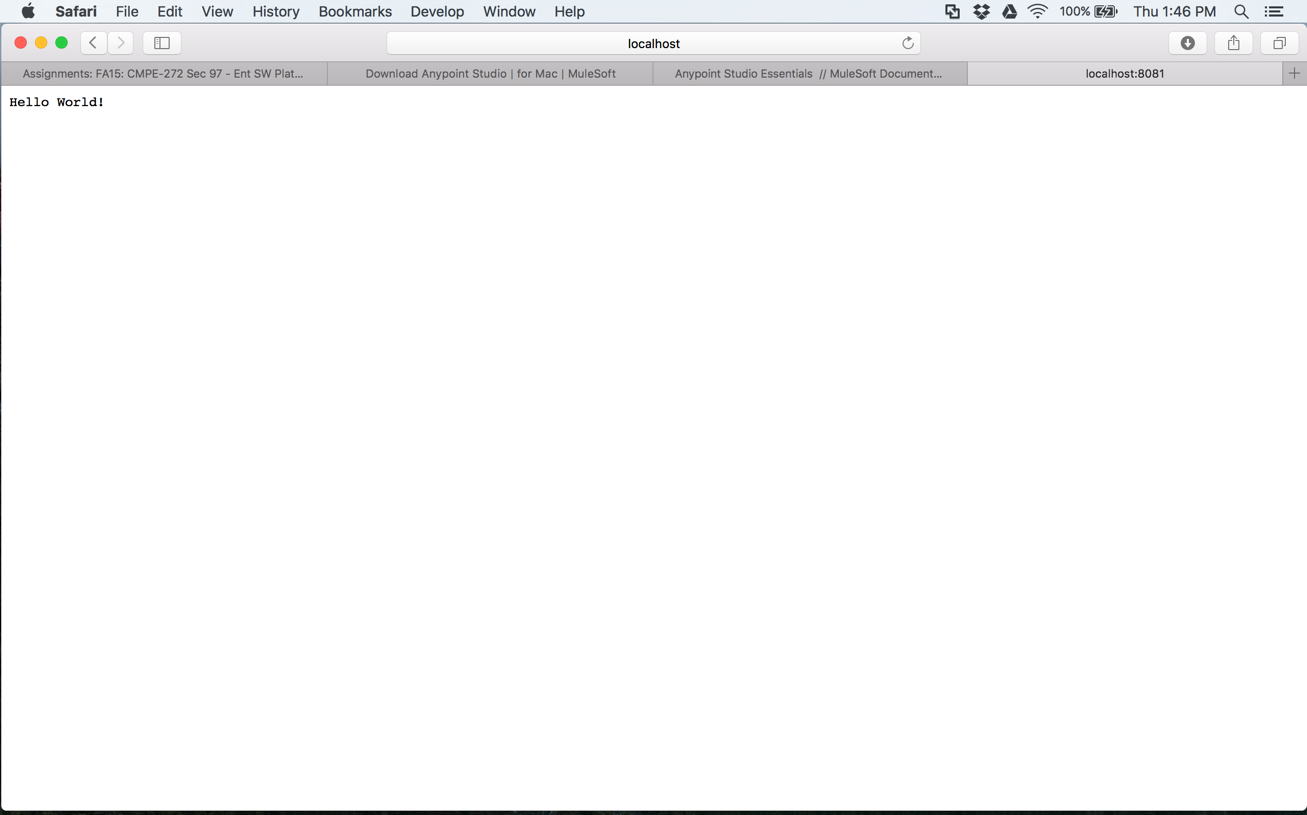 Safari File Edit View History Bookmarks Develop Window Help 100% Thu 1:46 PM
localhost
Assignments: FA15: CMPE-272 Sec 97 - Ent SW Plat... Download Anypoint Studio | for Mac | MuleSoft Anypoint Studio Essentials // MuleSoft Document... localhost:8081
Hello World!